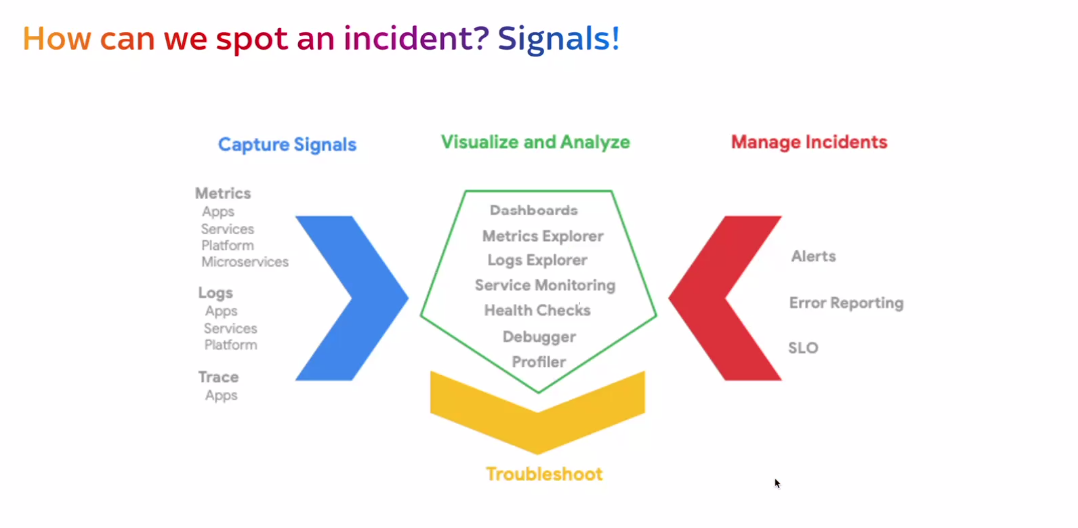 How can we spot an incident? Signals!
Capture Signals
Metrics
Apps
Services
Platform
Microservices
Logs
Apps
Services
Platform
Trace
Apps
Visualize and Analyze
Dashboards
Metrics Explorer
Logs Explorer
Service Monitoring
Health Checks
Debugger
Profiler
Manage Incidents
Alerts
Error Reporting
SLO
Troubleshoot